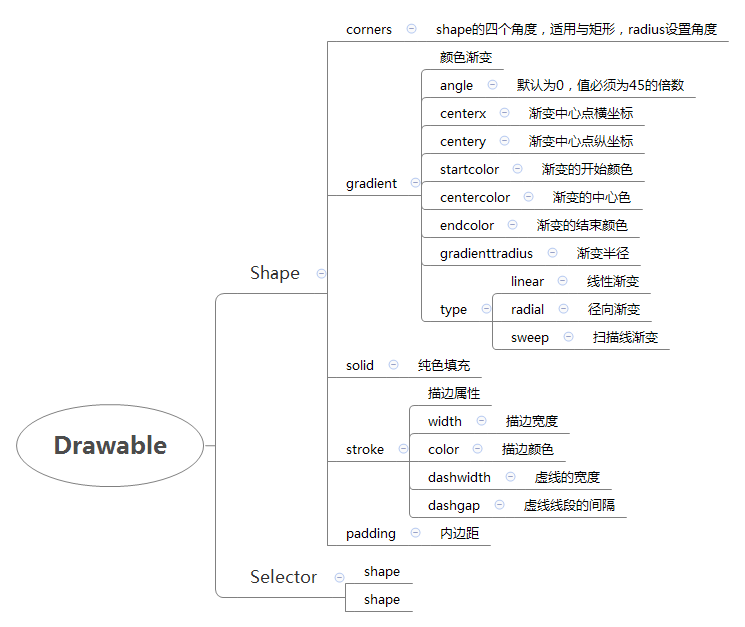 corners shape的四个角度，适用与矩形，radius设置角度
颜色渐变
angle 默认为0，值必须为45的倍数
centerx 渐变中心点横坐标
centery 渐变中心点纵坐标
startcolor 渐变的开始颜色
gradient
centercolor 渐变的中心色
endcolor 渐变的结束颜色
gradienttradius 渐变半径
Shape
linear 线性渐变
type radial 径向渐变
sweep 扫描线渐变
solid 纯色填充
描边属性
width 描边宽度
Drawable
stroke color 描边颜色
dashwidth 虚线的宽度
dashgap 虚线线段的间隔
padding 内边距
Selector shape
shape